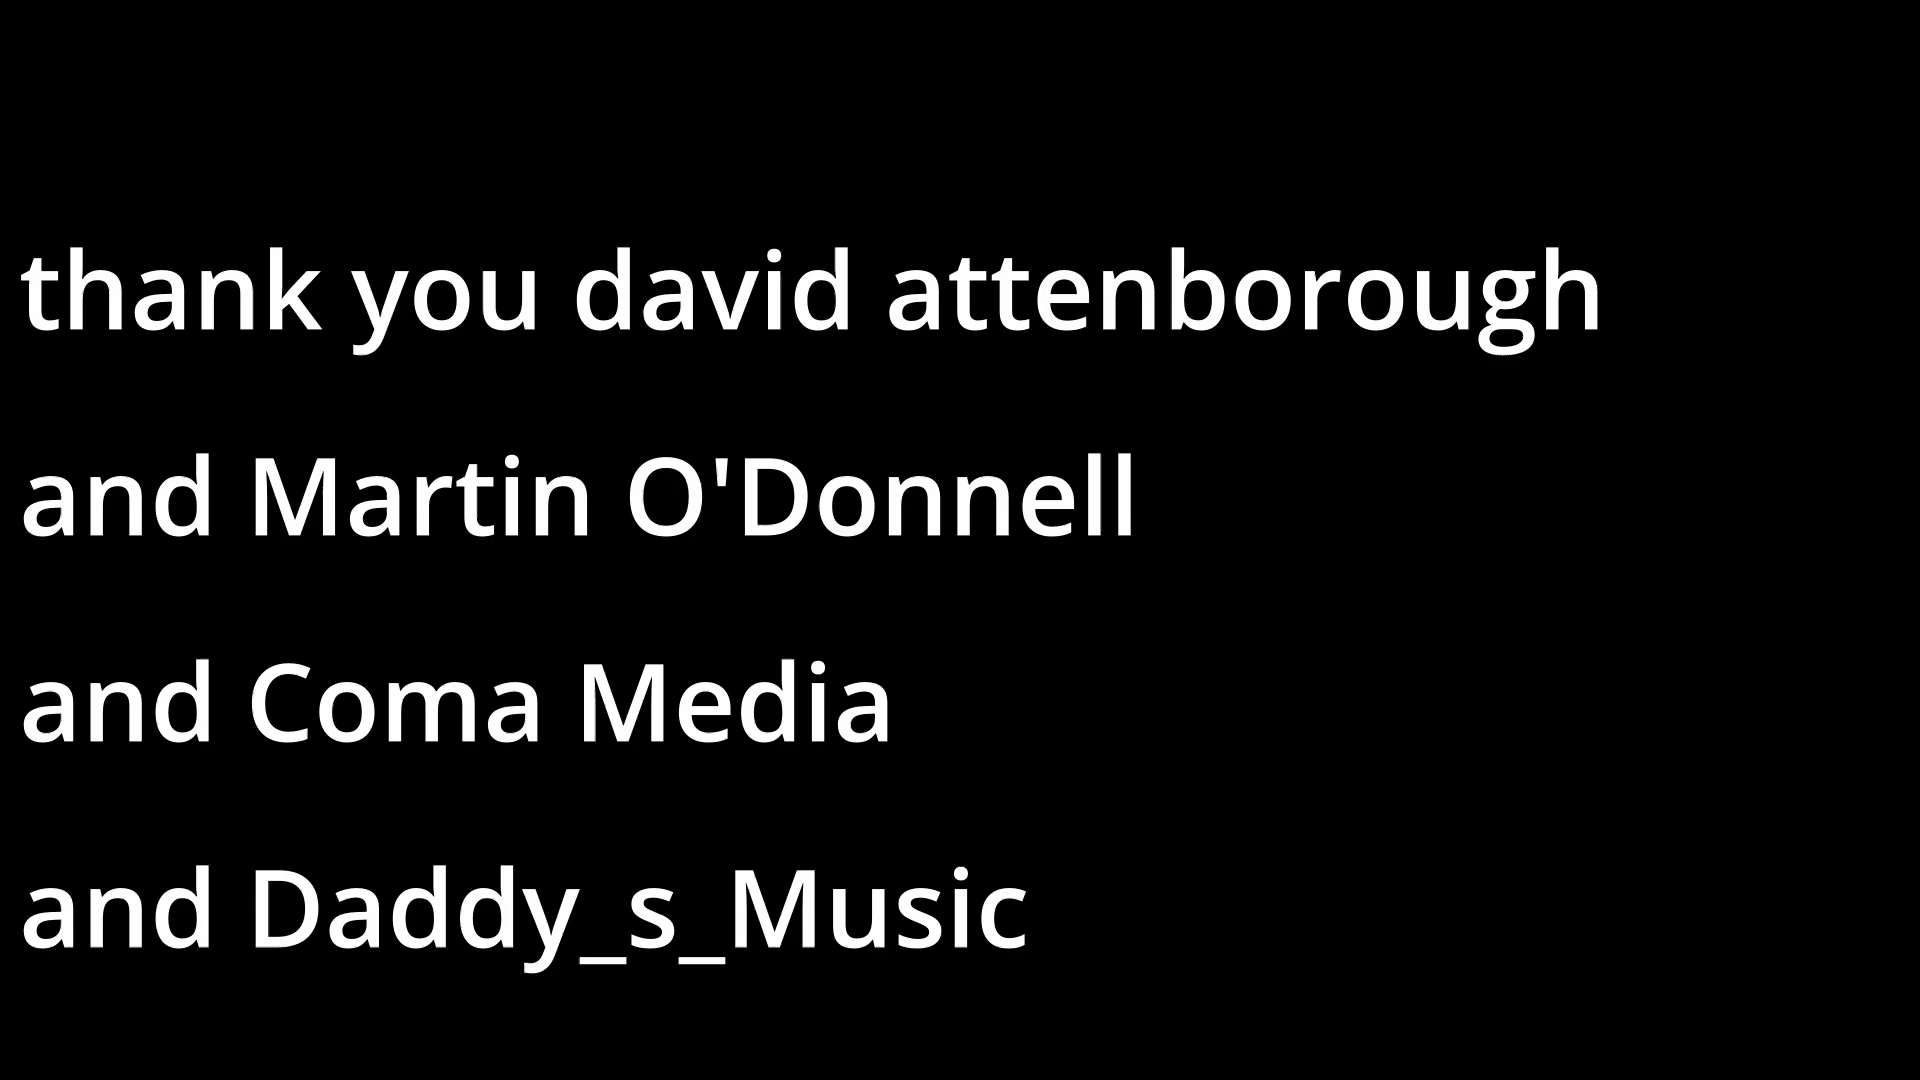 thank you david attenborough
and Martin O'Donnell
and Coma Media
and Daddy_s_Music